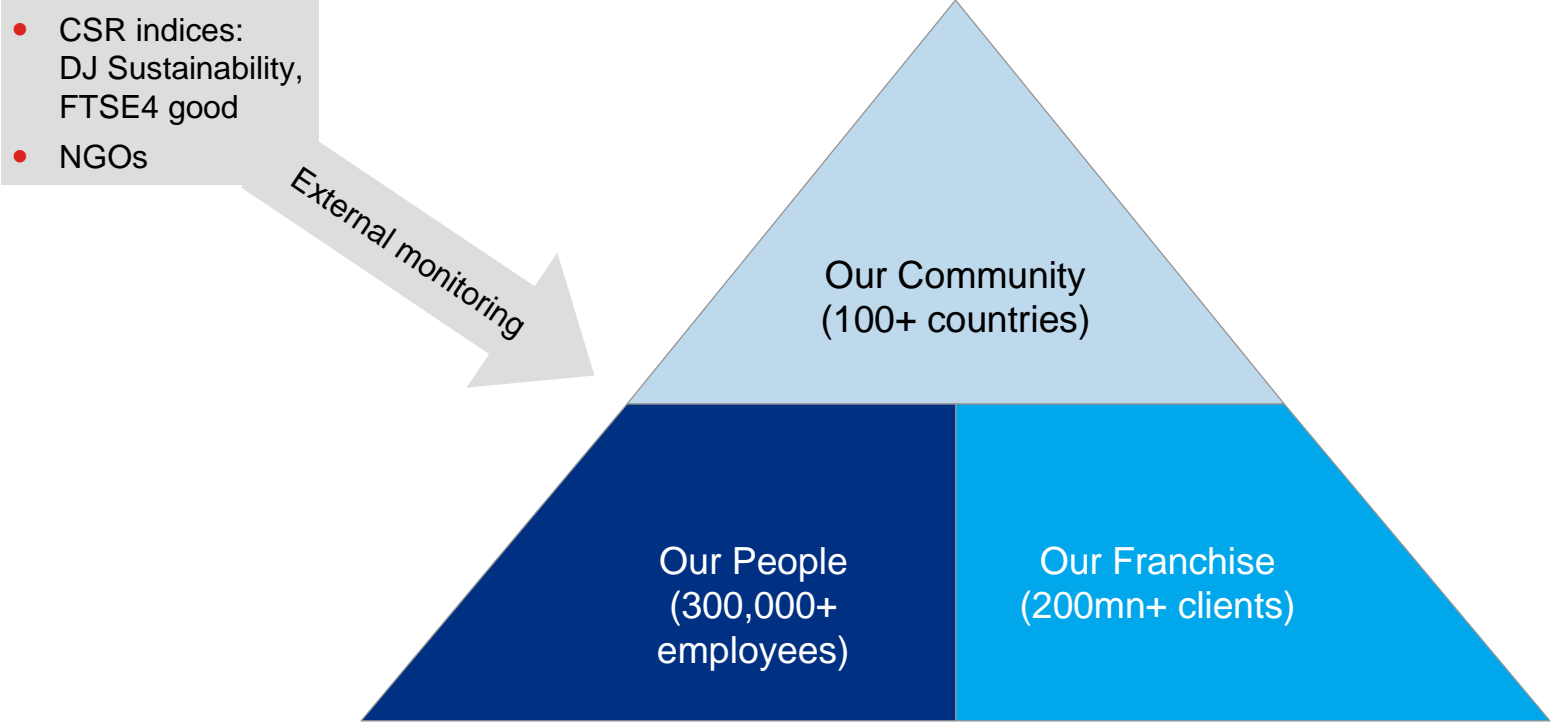 • CSR indices:
DJ Sustainability,
FTSE4 good
• NGOs
External monitoring
Our Community
(100+ countries)
Our People
(300,000+
employees)
Our Franchise
(200mn+ clients)